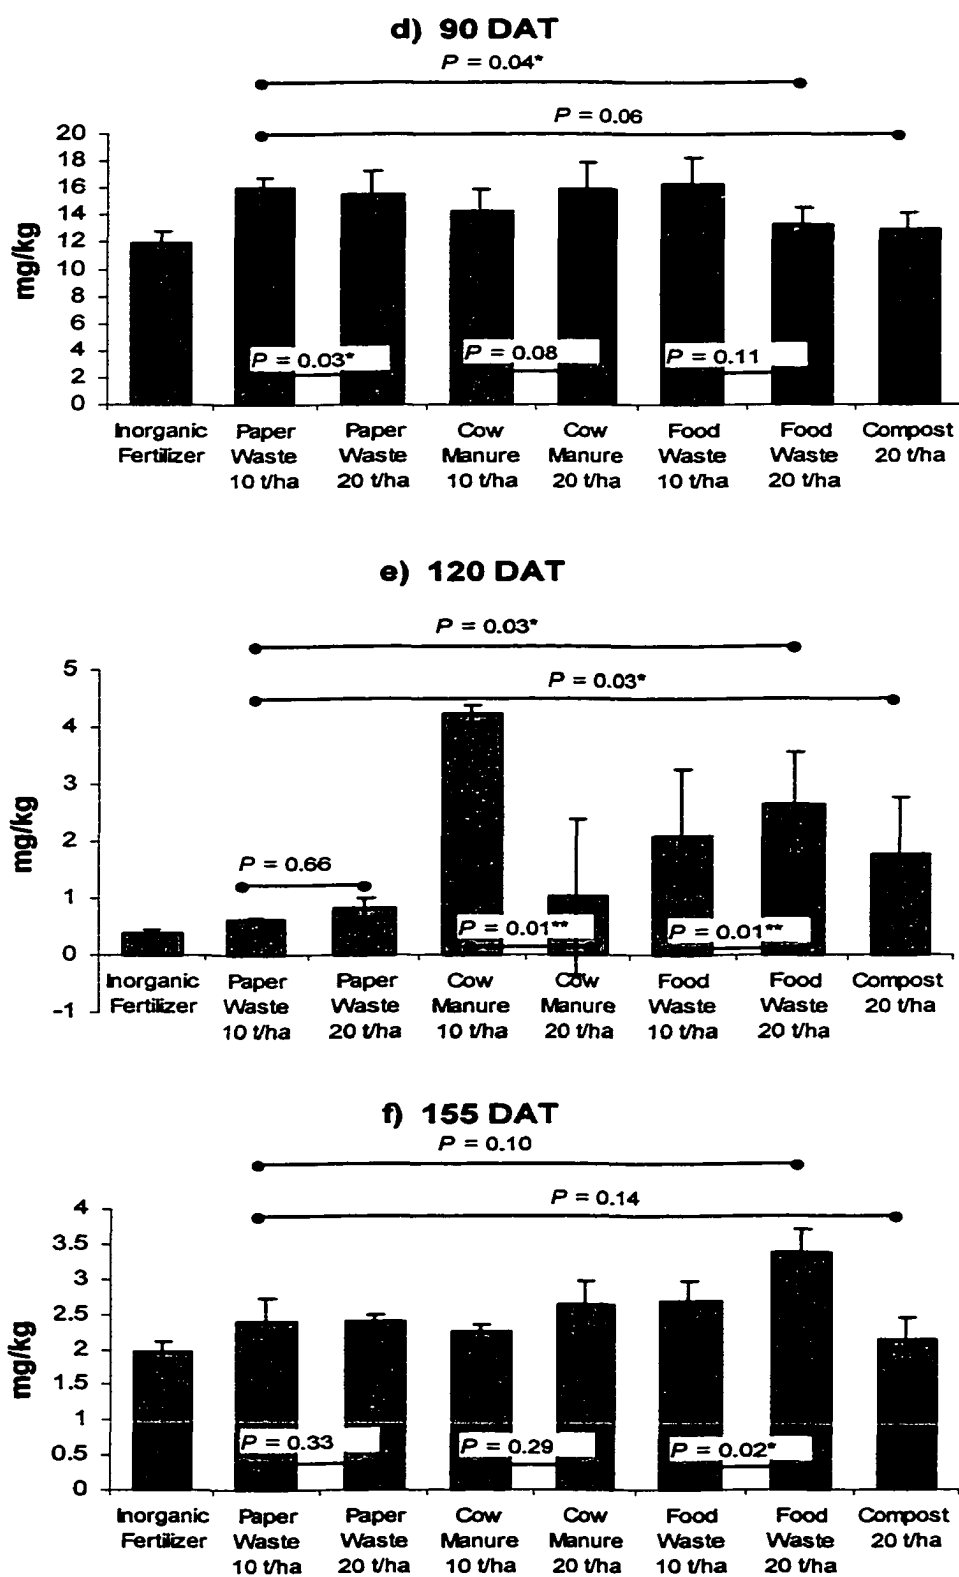 d) 90 DAT
P = 0.04*
P = 0.06
20
18
16
14
12
10
8
6
4
2
0
mg/kg
P = 0.03*
P = 0.08
P = 0.11
Inorganic Fertilizer
Paper Waste 10 t/ha
Paper Waste 20 t/ha
Cow Manure 10 t/ha
Cow Manure 20 t/ha
Food Waste 10 t/ha
Food Waste 20 t/ha
Compost 20 t/ha
e) 120 DAT
P = 0.03*
P = 0.03*
5
4
3
2
1
0
-1
mg/kg
P = 0.66
P = 0.01**
P = 0.01**
Inorganic Fertilizer
Paper Waste 10 t/ha
Paper Waste 20 t/ha
Cow Manure 10 t/ha
Cow Manure 20 t/ha
Food Waste 10 t/ha
Food Waste 20 t/ha
Compost 20 t/ha
f) 155 DAT
P = 0.10
P = 0.14
4
3.5
3
2.5
2
1.5
1
0.5
0
mg/kg
P = 0.33
P = 0.29
P = 0.02*
Inorganic Fertilizer
Paper Waste 10 t/ha
Paper Waste 20 t/ha
Cow Manure 10 t/ha
Cow Manure 20 t/ha
Food Waste 10 t/ha
Food Waste 20 t/ha
Compost 20 t/ha